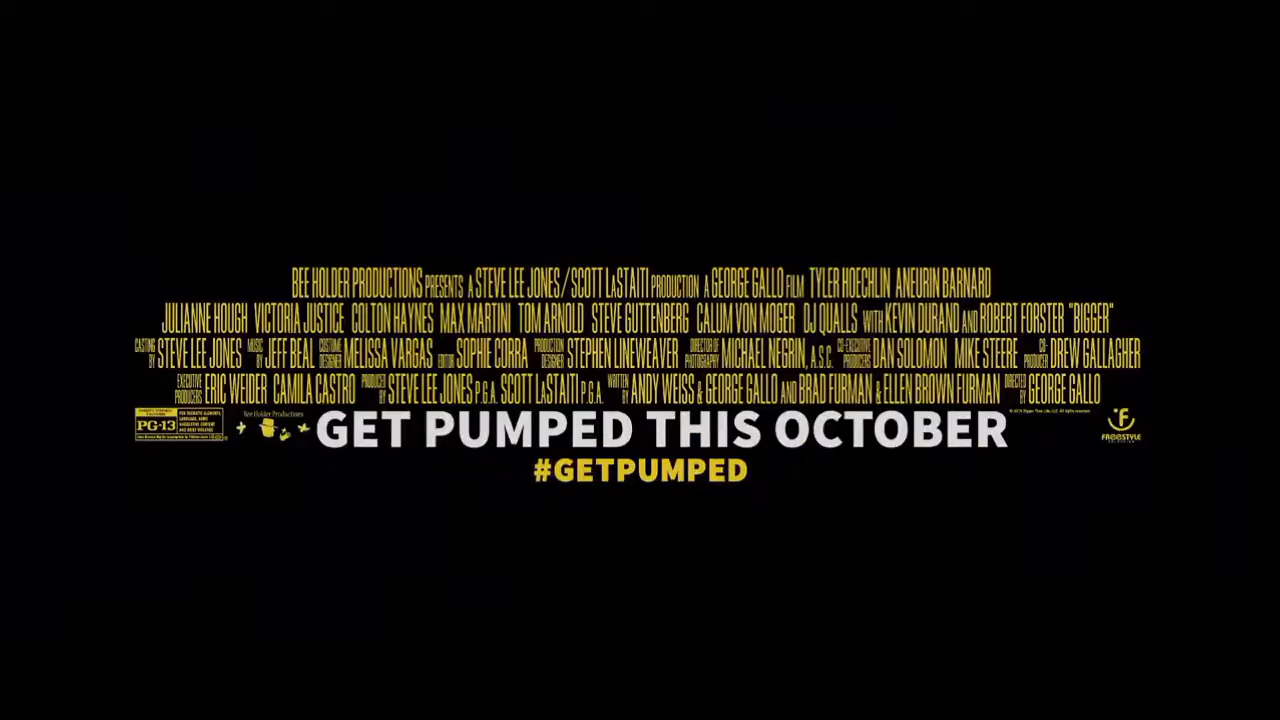 BEE HOLDER PRODUCTIONS PRESENTS A STEVE LEE JONES/SCOTT LASTAITI PRODUCTION A GEORGE GALLO FILM TYLER HOECHLIN ANEURIN BARNARD
JULIANNE HOUGH VICTORIA JUSTICE COLTON HAYNES MAX MARTINI TOM ARNOLD STEVE GUTTENBERG CALUM VON MOGER DJ QUALLS WITH KEVIN DURAND AND ROBERT FORSTER "BIGGER"
CASTING BY STEVE LEE JONES MUSIC BY JEFF BEAL COSTUME DESIGNER MELISSA VARGAS EDITOR SOPHIE CORRA PRODUCTION DESIGNER STEPHEN LINEWEAVER DIRECTOR OF PHOTOGRAPHY MICHAEL NEGRIN, A.S.C. CO-EXECUTIVE PRODUCERS DAN SOLOMON MIKE STEERE CO-PRODUCER DREW GALLAGHER
EXECUTIVE PRODUCERS ERIC WEIDER CAMILA CASTRO PRODUCED BY STEVE LEE JONES P.G.A. SCOTT LASTAITI P.G.A. WRITTEN BY ANDY WEISS & GEORGE GALLO AND BRAD FURMAN & ELLEN BROWN FURMAN DIRECTED BY GEORGE GALLO
PG-13
Bee Holder Productions
GET PUMPED THIS OCTOBER
FREESTYLE
#GETPUMPED